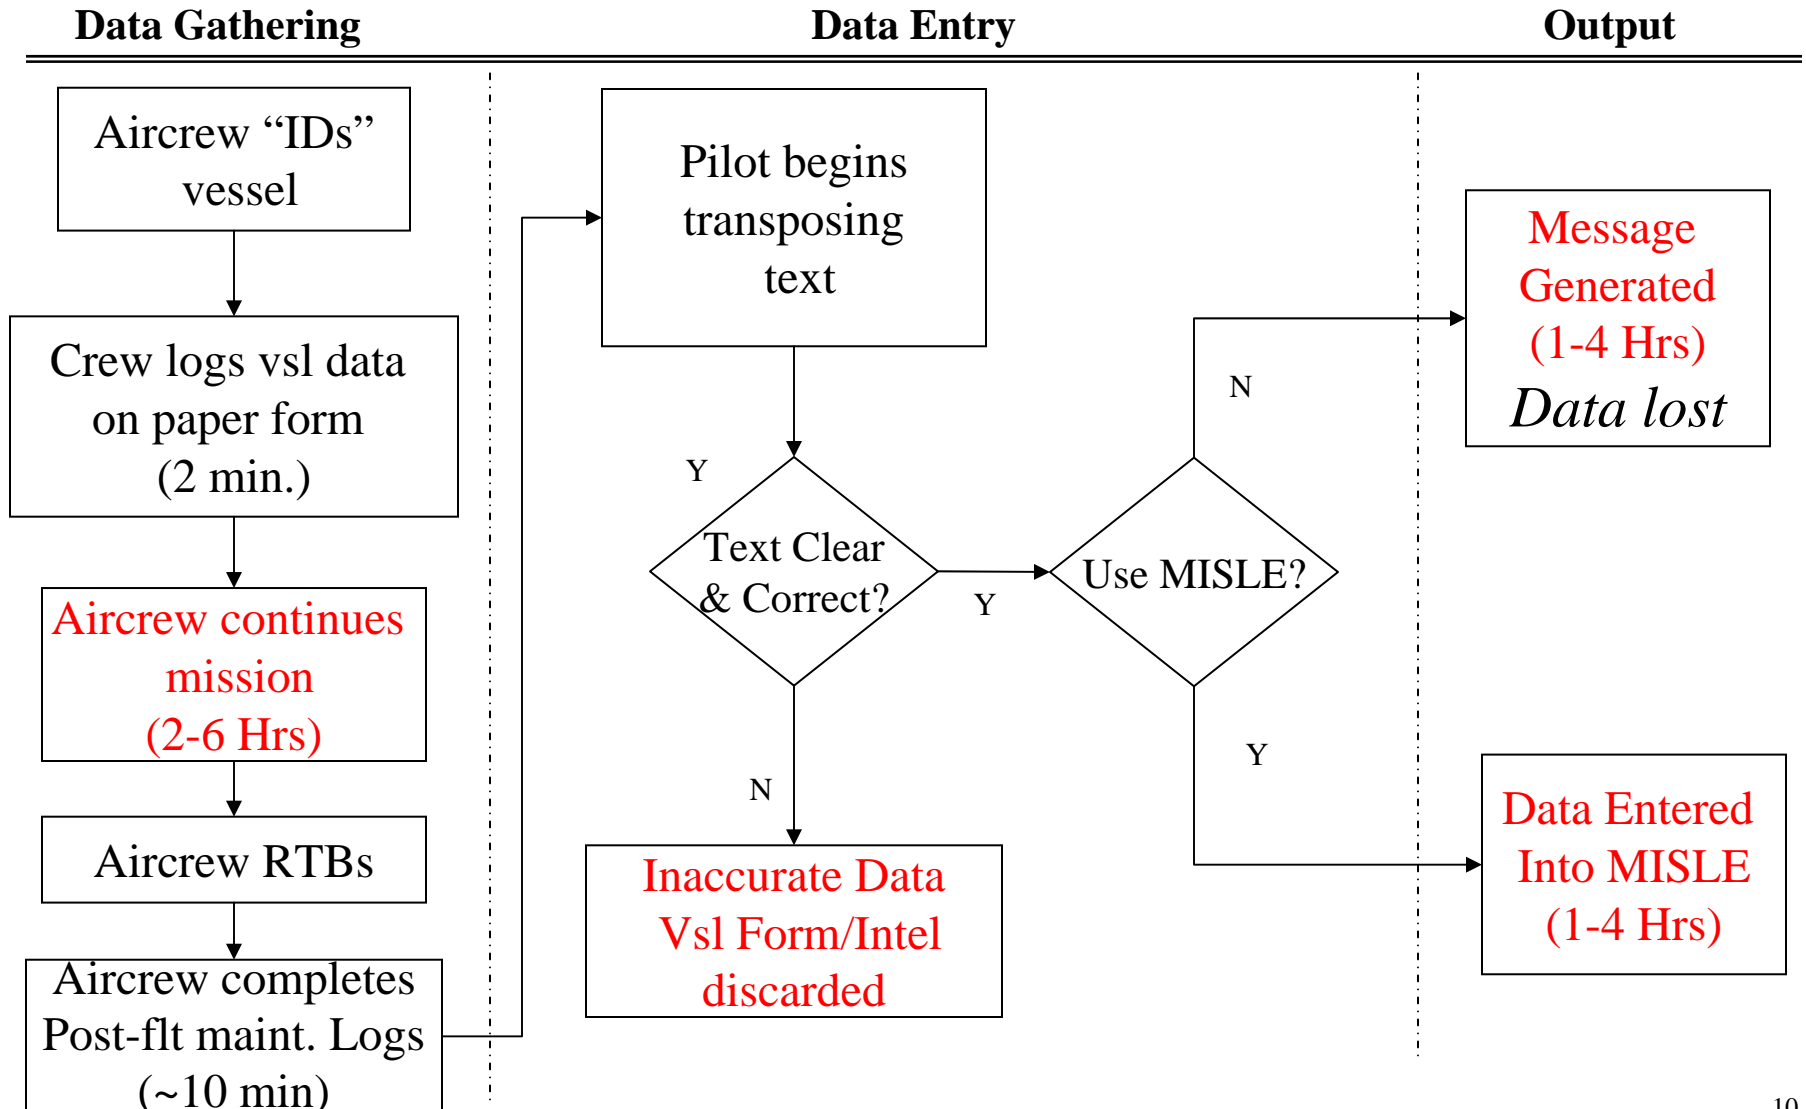 Data Gathering
Data Entry
Output
Aircrew “IDs”
vessel
Crew logs vsl data
on paper form
(2 min.)
Aircrew continues
mission
(2-6 Hrs)
Aircrew RTBs
Aircrew completes
Post-flt maint. Logs
(~10 min)
Pilot begins
transposing
text
Y
Text Clear
& Correct?
Y
N
Inaccurate Data
Vsl Form/Intel
discarded
Use MISLE?
N
Y
Message
Generated
(1-4 Hrs)
Data lost
Data Entered
Into MISLE
(1-4 Hrs)
10